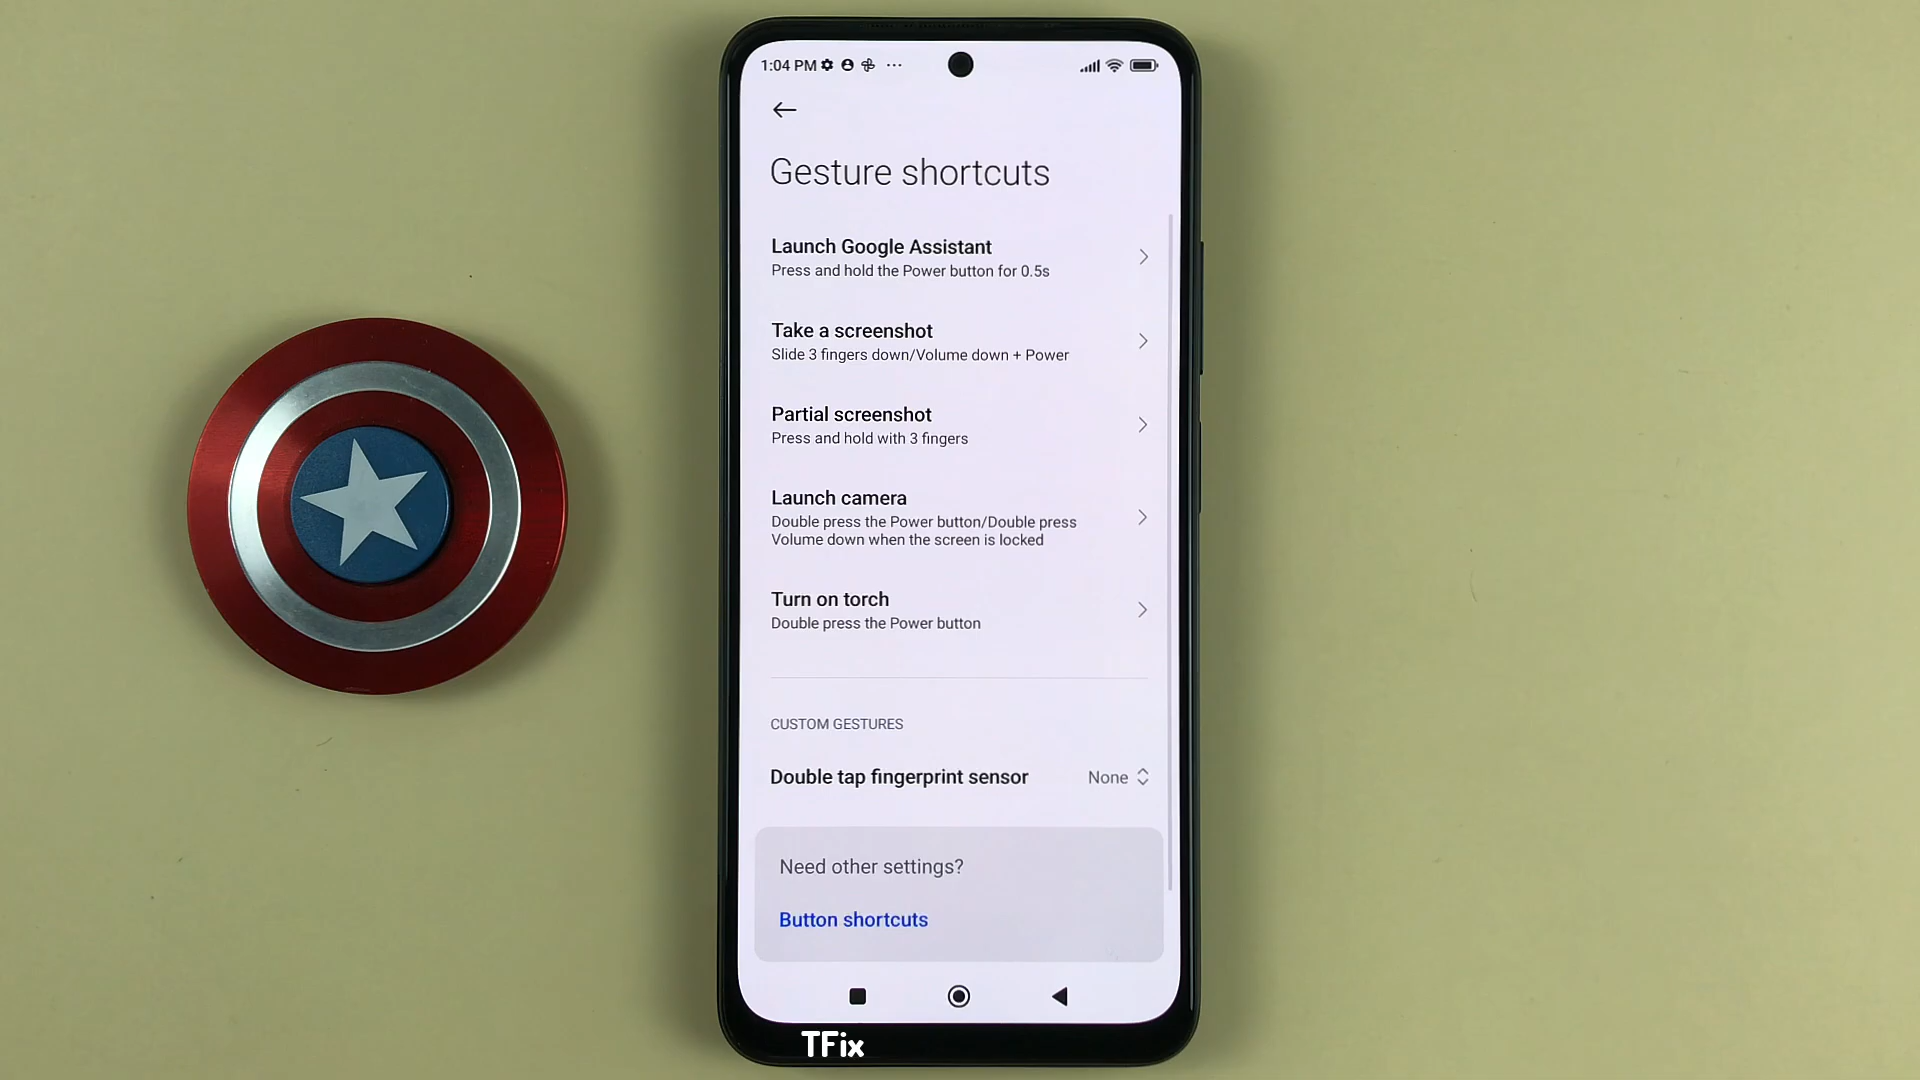 1:04 PM
Gesture shortcuts
Launch Google Assistant
Press and hold the Power button for 0.5s
Take a screenshot
Slide 3 fingers down/Volume down + Power
Partial screenshot
Press and hold with 3 fingers
Launch camera
Double press the Power button/Double press
Volume down when the screen is locked
Turn on torch
Double press the Power button
CUSTOM GESTURES
Double tap fingerprint sensor None
Need other settings?
Button shortcuts
TFix